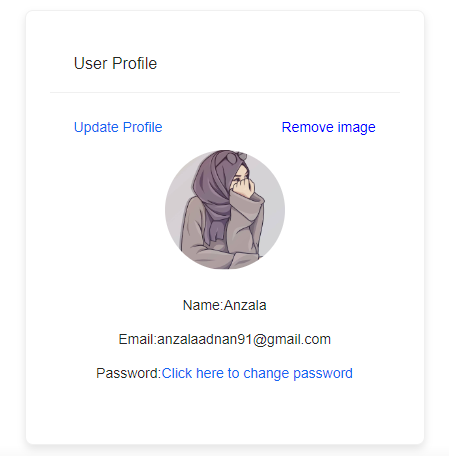 User Profile
Update Profile Remove image
Name:Anzala
Email:anzalaadnan91@gmail.com
Password:Click here to change password